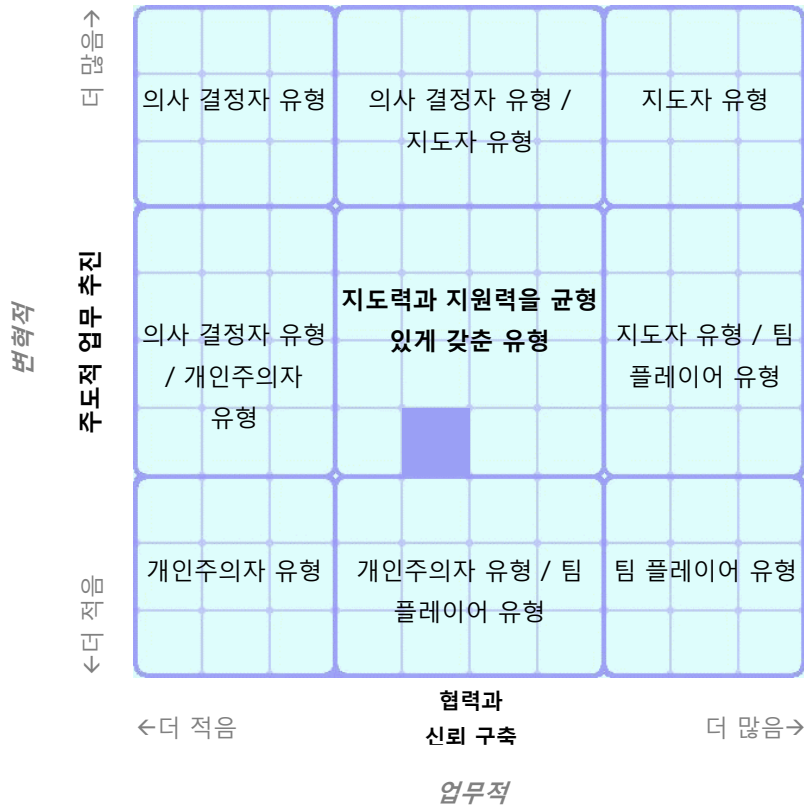 더 많음→
의사 결정자 유형
의사 결정자 유형 /
지도자 유형
지도자 유형
변혁적
주도적 업무 추진
의사 결정자 유형
/ 개인주의자
유형
지도력과 지원력을 균형
있게 갖춘 유형
지도자 유형 / 팀
플레이어 유형
←더 적음
개인주의자 유형
개인주의자 유형 / 팀
플레이어 유형
팀 플레이어 유형
←더 적음
협력과
신뢰 구축
더 많음→
업무적